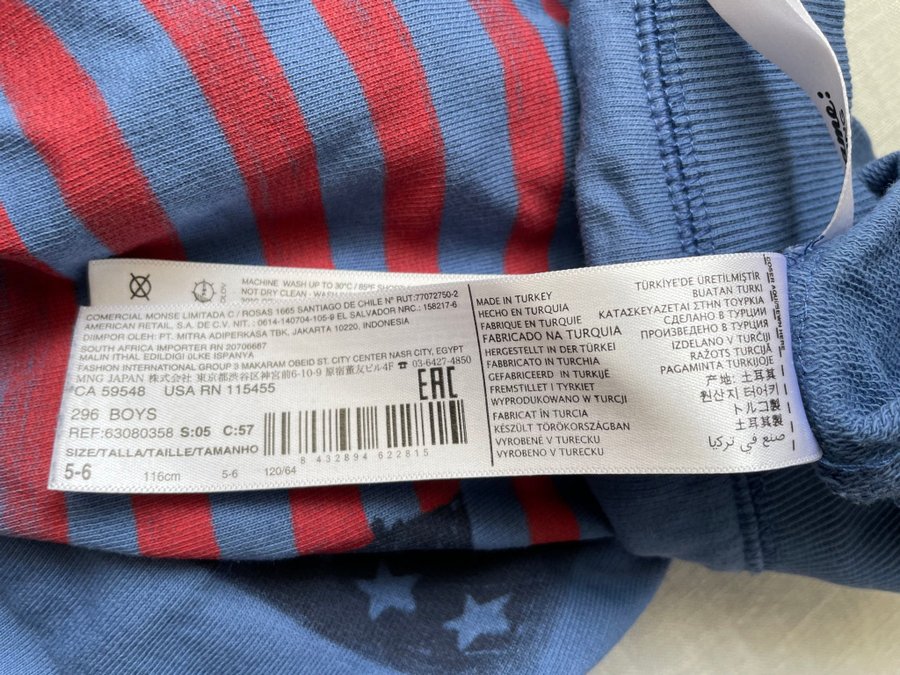 MACHINE WASH UP TO 30°C / 85°F
NOT DRY CLEAN
COMERCIAL MONSE LIMITADA C/ ROSAS 1665 SANTIAGO DE CHILE Nº RUT:77072750-2
AMERICAN RETAIL, S.A. DE C.V. NIT. : 0614-140704-105-9 EL SALVADOR NRC.: 158217-6
DIIMPOR OLEH: PT. MITRA ADIPERKASA TBK, JAKARTA 10220, INDONESIA
SOUTH AFRICA IMPORTER RN 20706667
MALIN ITHAL EDILDIGI ÜLKE ISPANYA
FASHION INTERNATIONAL GROUP 3 MAKARAM OBEID ST. CITY CENTER NASR CITY, EGYPT
MNG JAPAN 株式会社 東京都渋谷区神宮前6-10-9 原宿董友ビル4F ☎ 03-6427-4850
CA 59548 USA RN 115455
EAC
296 BOYS
REF:63080358 S:05 C:57
SIZE/TALLA/TAILLE/TAMANHO
5-6 116cm 5-6 120/64
8 432894 622815
MADE IN TURKEY
HECHO EN TURQUIA
FABRIQUE EN TURQUIE
FABRICADO NA TURQUIA
HERGESTELLT IN DER TÜRKEI
FABBRICATO IN TURCHIA
GEFABRICEERD IN TURKIJE
FREMSTILLET I TYRKIET
WYPRODUKOWANO W TURCJI
FABRICAT ÎN TURCIA
KÉSZÜLT TÖRÖKORSZÁGBAN
VYROBENÉ V TURECKU
VYROBENO V TURECKU
TÜRKİYE'DE ÜRETİLMİŞTİR
BUATAN TURKI
ΚΑΤΑΣΚΕΥΑΖΕΤΑΙ ΣΤΗΝ ΤΟΥΡΚΙΑ
СДЕЛАНО В ТУРЦИИ
ПРОИЗВЕДЕНО В ТУРЦИЯ
IZDELANO V TURČIJI
RAŽOTS TURCIJĀ
PAGAMINTA TURKIJOJE
产地: 土耳其
원산지 터어키
トルコ製
土耳其製
صنع في تركيا